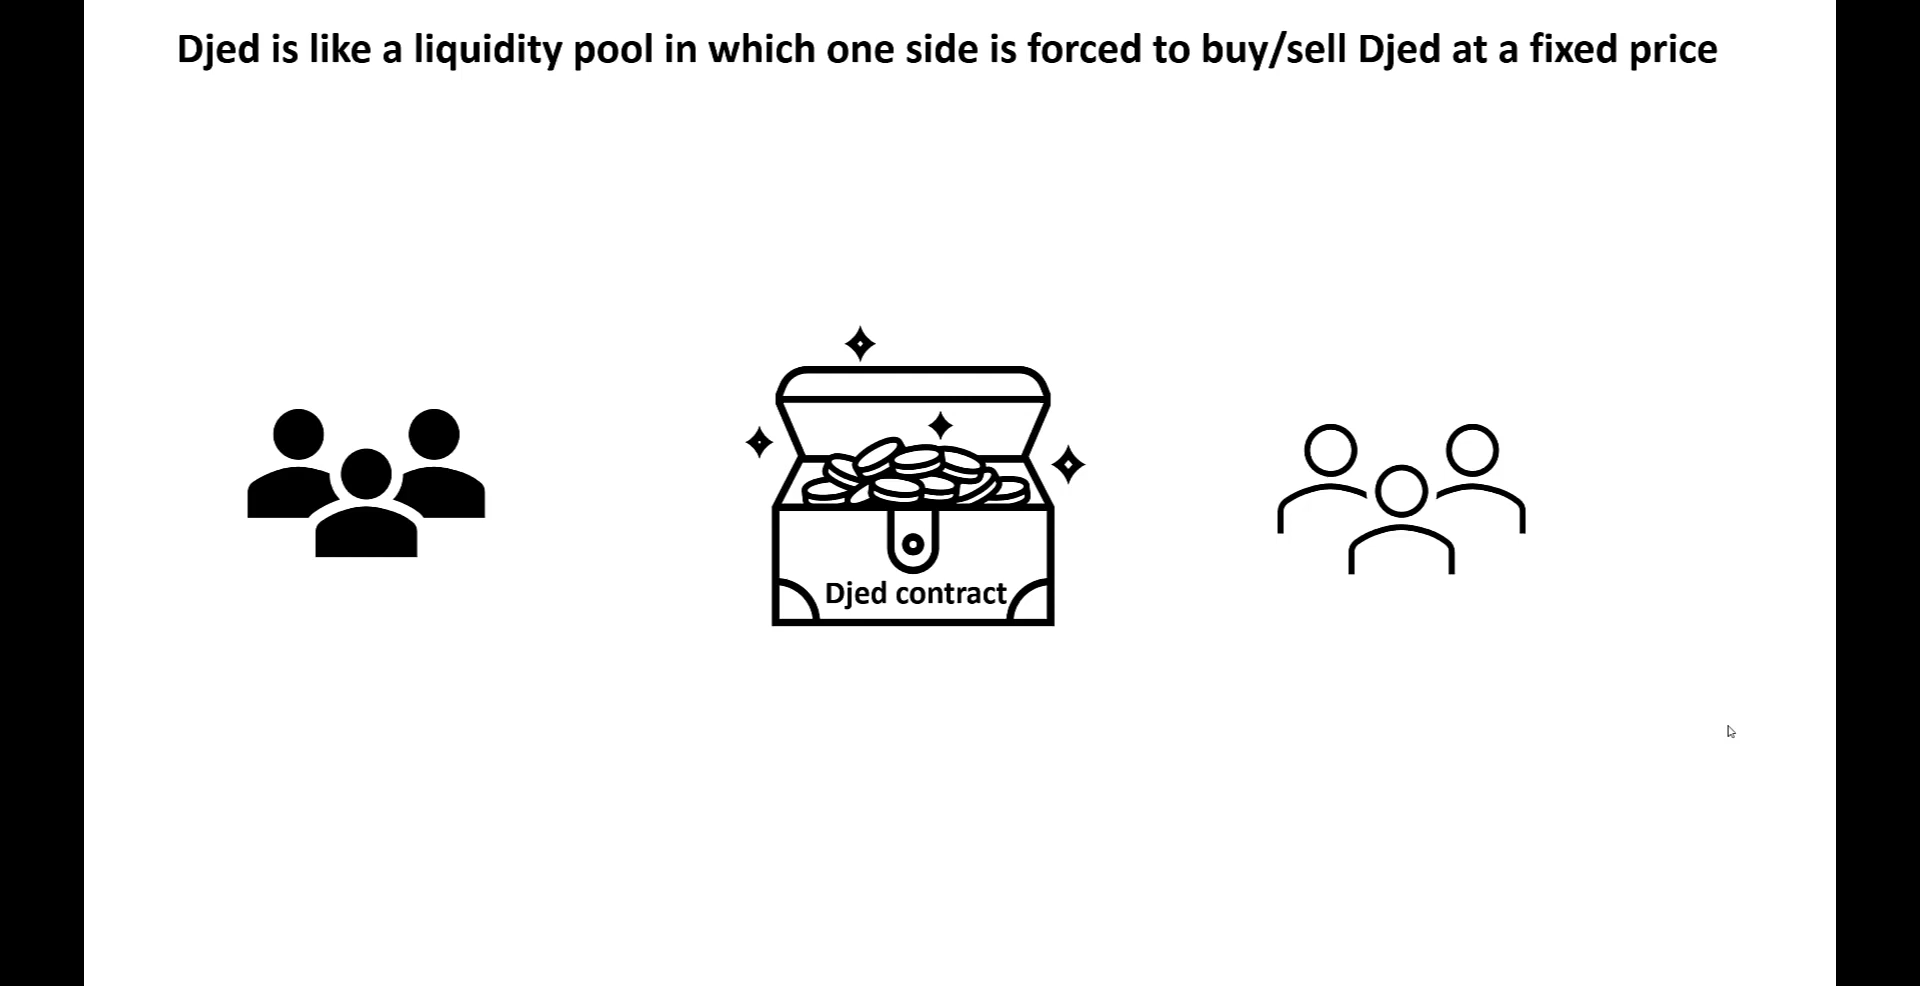 Djed is like a liquidity pool in which one side is forced to buy/sell Djed at a fixed price
Djed contract